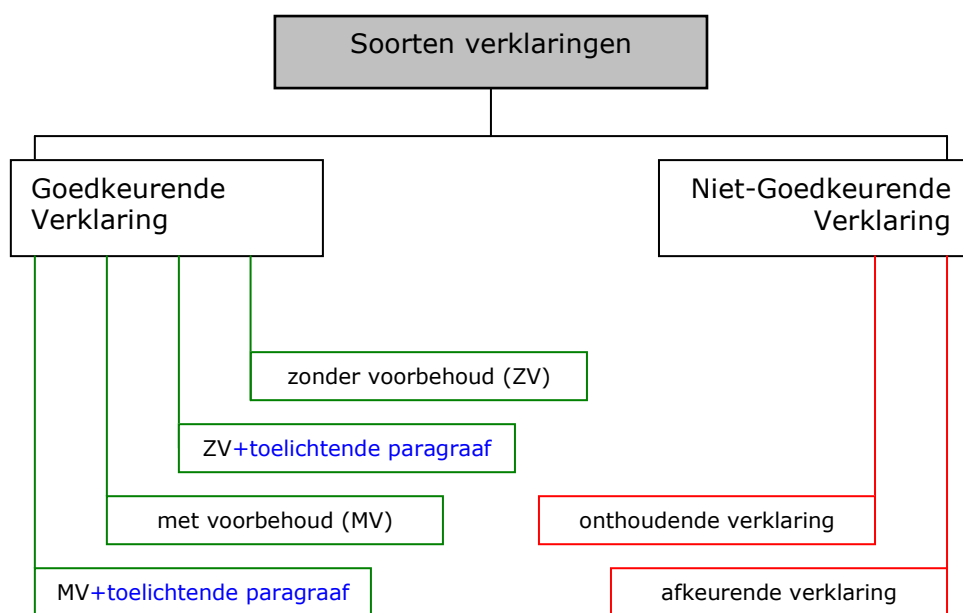 Soorten verklaringen
Goedkeurende
Verklaring
Niet-Goedkeurende
Verklaring
zonder voorbehoud (ZV)
ZV+toelichtende paragraaf
met voorbehoud (MV)
onthoudende verklaring
MV+toelichtende paragraaf
afkeurende verklaring